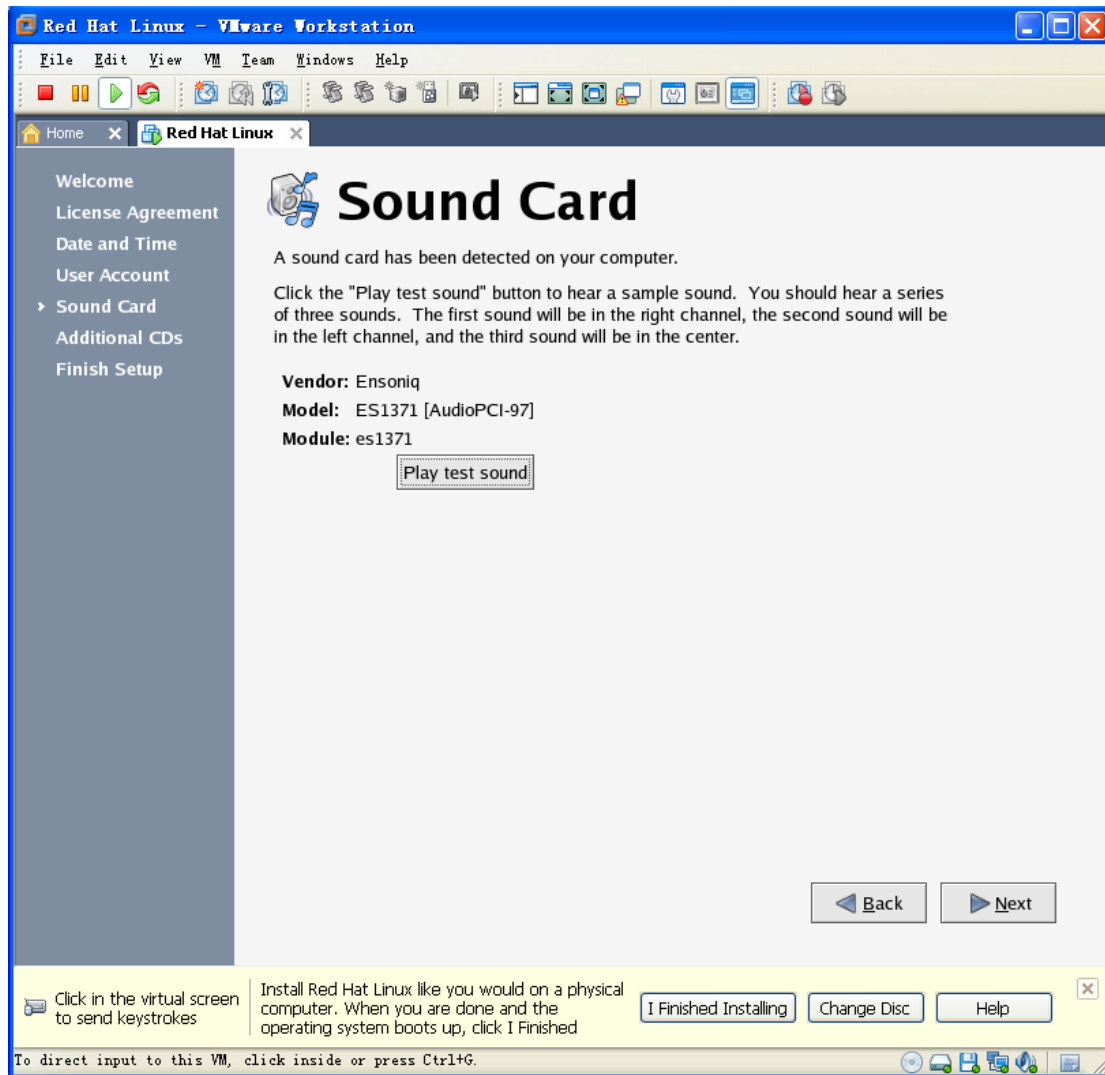 Red Hat Linux - VMware Workstation
File Edit View VM Team Windows Help
Home Red Hat Linux
Welcome
License Agreement
Date and Time
User Account
Sound Card
Additional CDs
Finish Setup
Sound Card
A sound card has been detected on your computer.
Click the "Play test sound" button to hear a sample sound. You should hear a series
of three sounds. The first sound will be in the right channel, the second sound will be
in the left channel, and the third sound will be in the center.
Vendor: Ensoniq
Model: ES1371 [AudioPCI-97]
Module: es1371
Play test sound
Back Next
Click in the virtual screen
to send keystrokes
Install Red Hat Linux like you would on a physical
computer. When you are done and the
operating system boots up, click I Finished
I Finished Installing Change Disc Help
To direct input to this VM, click inside or press Ctrl+G.